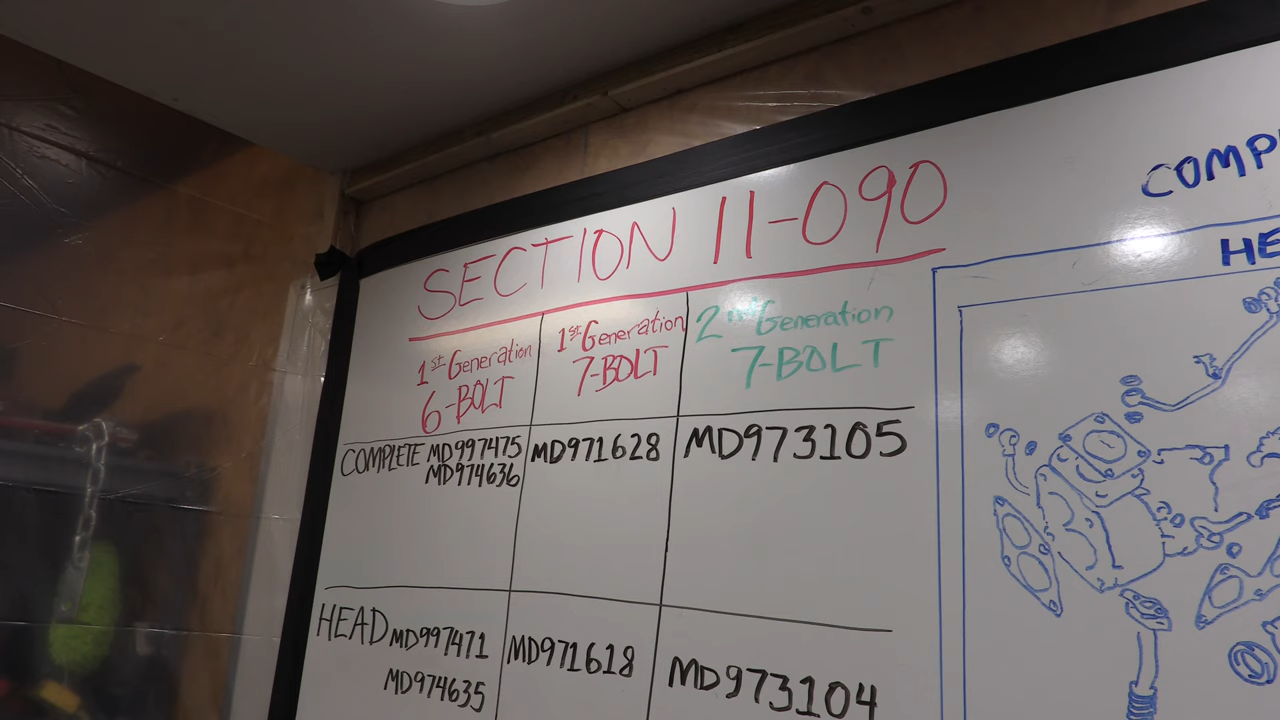 SECTION 11-090
1st Generation
6-BOLT
1st Generation
7-BOLT
2nd Generation
7-BOLT
COMPLETE MD997475
MD974636
MD971628
MD973105
HEAD MD997471
MD974635
MD971618
MD973104
COMP
HE